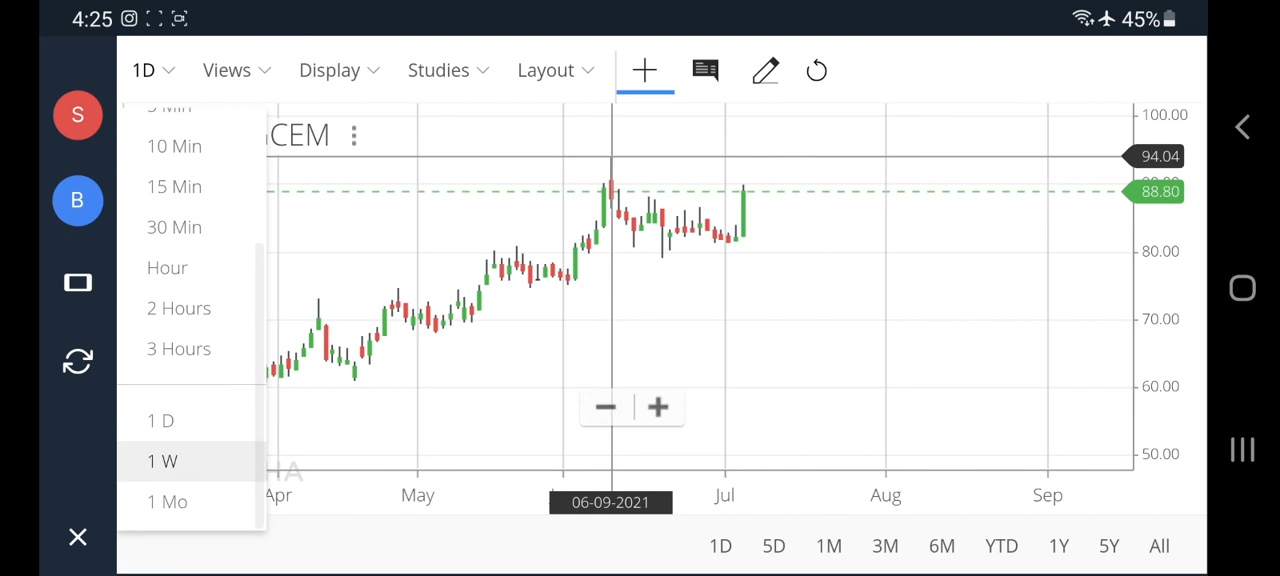 4:25 45%
1D Views Display Studies Layout
S
B
5 Min
10 Min
15 Min
30 Min
Hour
2 Hours
3 Hours
1 D
1 W
1 Mo
CEM
100.00
94.04
88.80
80.00
70.00
60.00
50.00
Apr May 06-09-2021 Jul Aug Sep
1D 5D 1M 3M 6M YTD 1Y 5Y All